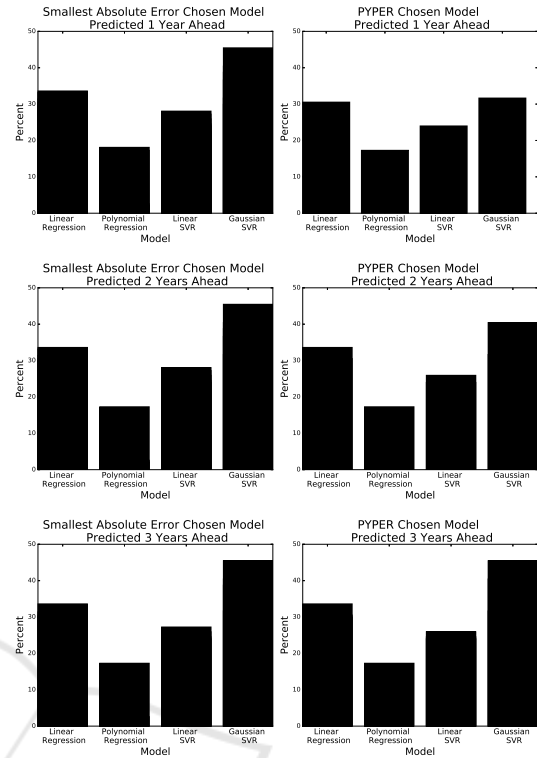 Smallest Absolute Error Chosen Model
Predicted 1 Year Ahead
50
40
30
20
10
0
Percent
Linear Regression
Polynomial Regression
Linear SVR
Gaussian SVR
Model
PYPER Chosen Model
Predicted 1 Year Ahead
50
40
30
20
10
0
Percent
Linear Regression
Polynomial Regression
Linear SVR
Gaussian SVR
Model
Smallest Absolute Error Chosen Model
Predicted 2 Years Ahead
50
40
30
20
10
0
Percent
Linear Regression
Polynomial Regression
Linear SVR
Gaussian SVR
Model
PYPER Chosen Model
Predicted 2 Years Ahead
50
40
30
20
10
0
Percent
Linear Regression
Polynomial Regression
Linear SVR
Gaussian SVR
Model
Smallest Absolute Error Chosen Model
Predicted 3 Years Ahead
50
40
30
20
10
0
Percent
Linear Regression
Polynomial Regression
Linear SVR
Gaussian SVR
Model
PYPER Chosen Model
Predicted 3 Years Ahead
50
40
30
20
10
0
Percent
Linear Regression
Polynomial Regression
Linear SVR
Gaussian SVR
Model